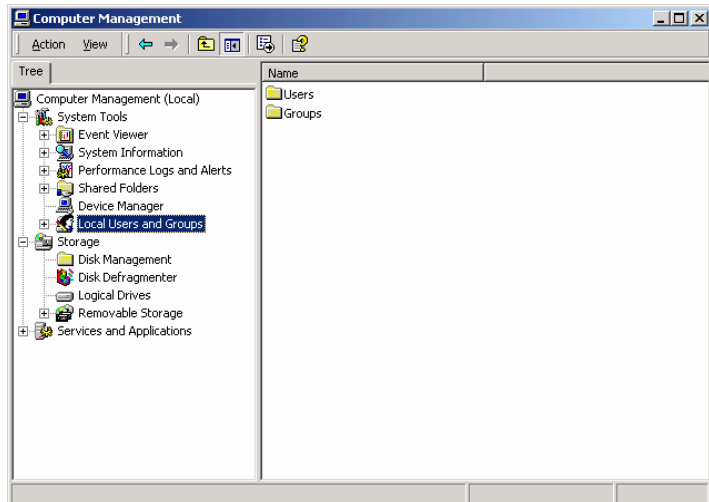 Computer Management
Action View
Tree
Name
Computer Management (Local)
System Tools
Event Viewer
System Information
Performance Logs and Alerts
Shared Folders
Device Manager
Local Users and Groups
Storage
Disk Management
Disk Defragmenter
Logical Drives
Removable Storage
Services and Applications
Users
Groups